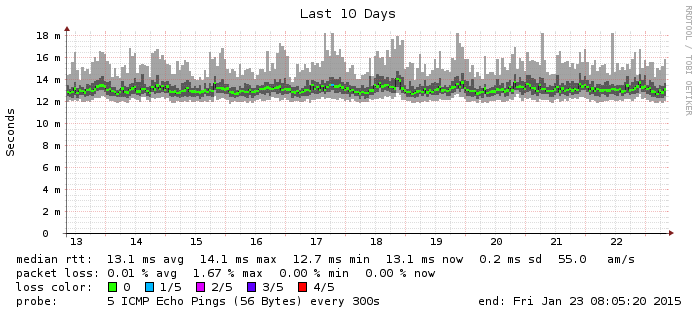 Last 10 Days
RRDTOOL / TOBI OETIKER
Seconds
18 m
16 m
14 m
12 m
10 m
8 m
6 m
4 m
2 m
0
13 14 15 16 17 18 19 20 21 22
median rtt: 13.1 ms avg 14.1 ms max 12.7 ms min 13.1 ms now 0.2 ms sd 55.0 am/s
packet loss: 0.01 % avg 1.67 % max 0.00 % min 0.00 % now
loss color: 0 1/5 2/5 3/5 4/5
probe: 5 ICMP Echo Pings (56 Bytes) every 300s end: Fri Jan 23 08:05:20 2015